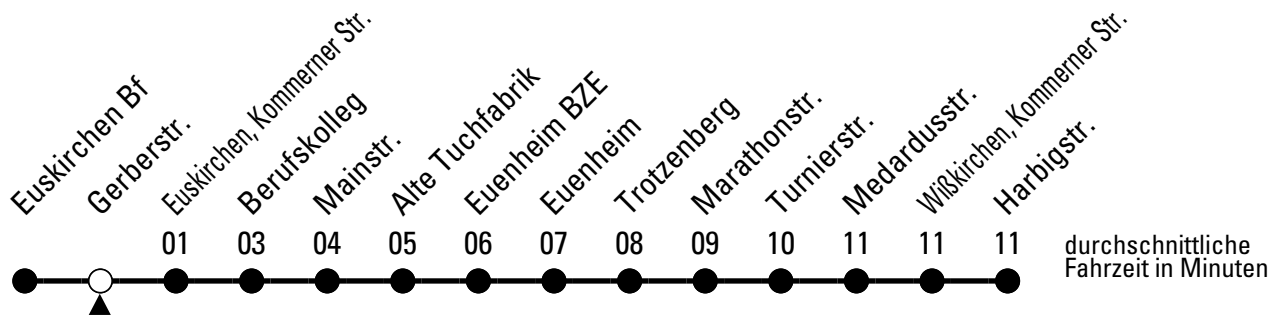 Euskirchen Bf
Gerberstr.
Euskirchen, Kommerner Str.
Berufskolleg
Mainstr.
Alte Tuchfabrik
Euenheim BZE
Euenheim
Trotzenberg
Marathonstr.
Turnierstr.
Medardusstr.
Wißkirchen, Kommerner Str.
Harbigstr.
01 03 04 05 06 07 08 09 10 11 11 11
durchschnittliche
Fahrzeit in Minuten